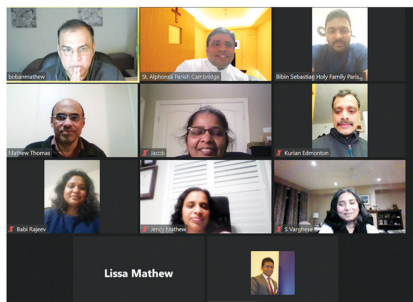 bobanmathew
St. Alphonsa Parish Cambridge
Bibin Sebastian Holy Family Paris...
Mathew Thomas
Jacob
Kurian Edmonton
Babi Rajeev
Jency Mathew
S Varghese
Lissa Mathew